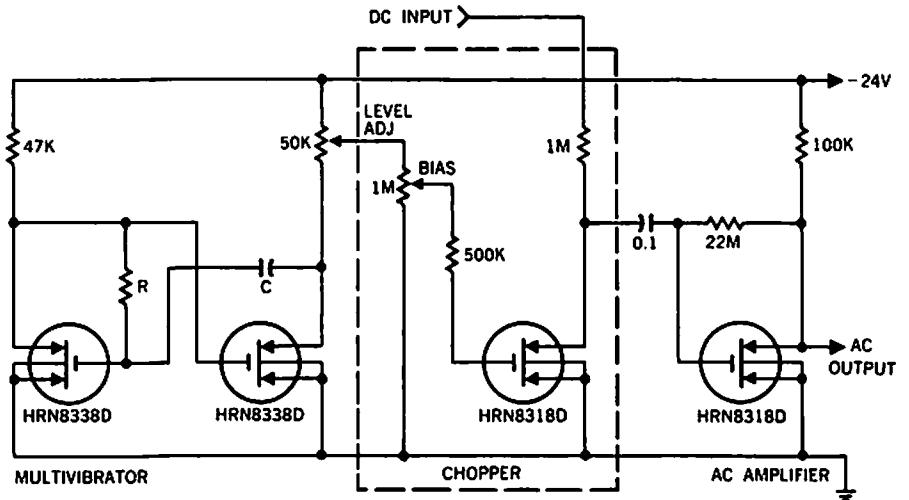 DC INPUT
-24V
LEVEL
ADJ
47K
50K
1M
BIAS
1M
100K
500K
0.1
22M
R
C
AC
OUTPUT
HRN8338D
HRN8338D
HRN8318D
HRN8318D
MULTIVIBRATOR
CHOPPER
AC AMPLIFIER